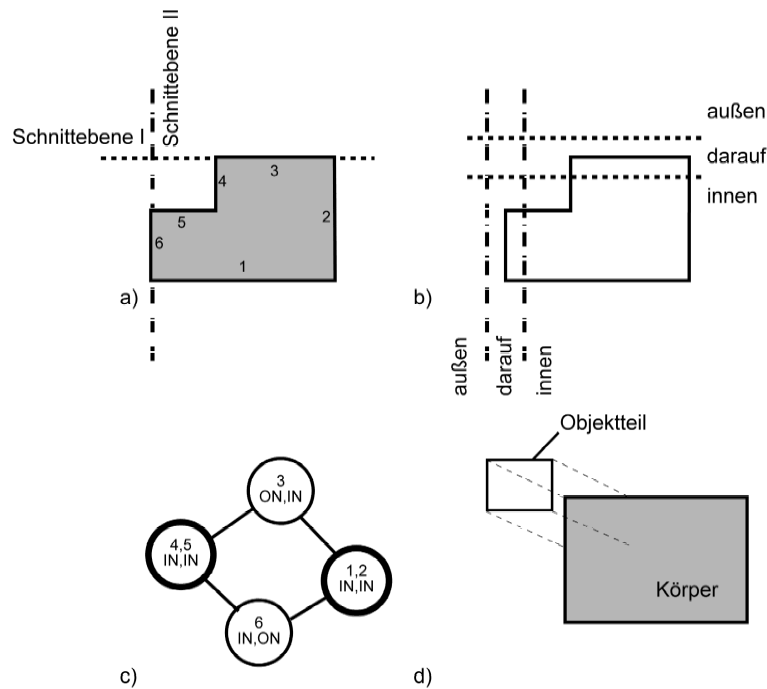 Schnittebene II
Schnittebene I
3
4
2
5
6
1
a)
außen
darauf
innen
b)
außen
darauf
innen
Objektteil
3
ON,IN
4,5
IN,IN
1,2
IN,IN
6
IN,ON
Körper
c)
d)